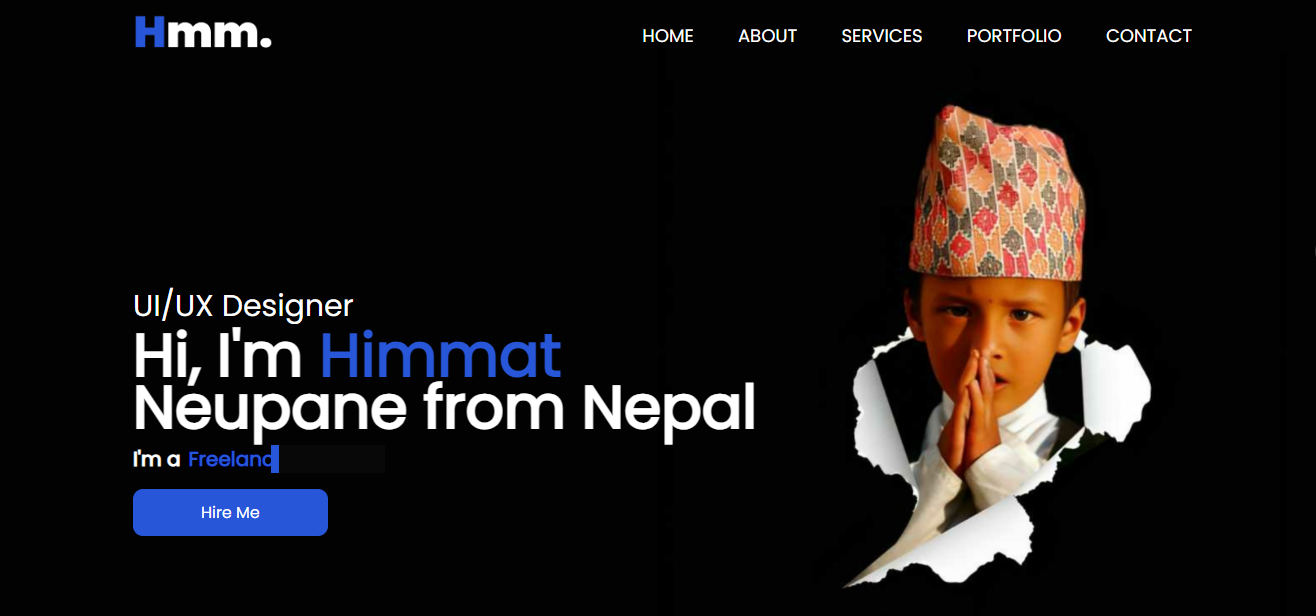 Hmm.
HOME ABOUT SERVICES PORTFOLIO CONTACT
UI/UX Designer
Hi, I'm Himmat
Neupane from Nepal
I'm a Freelanc
Hire Me